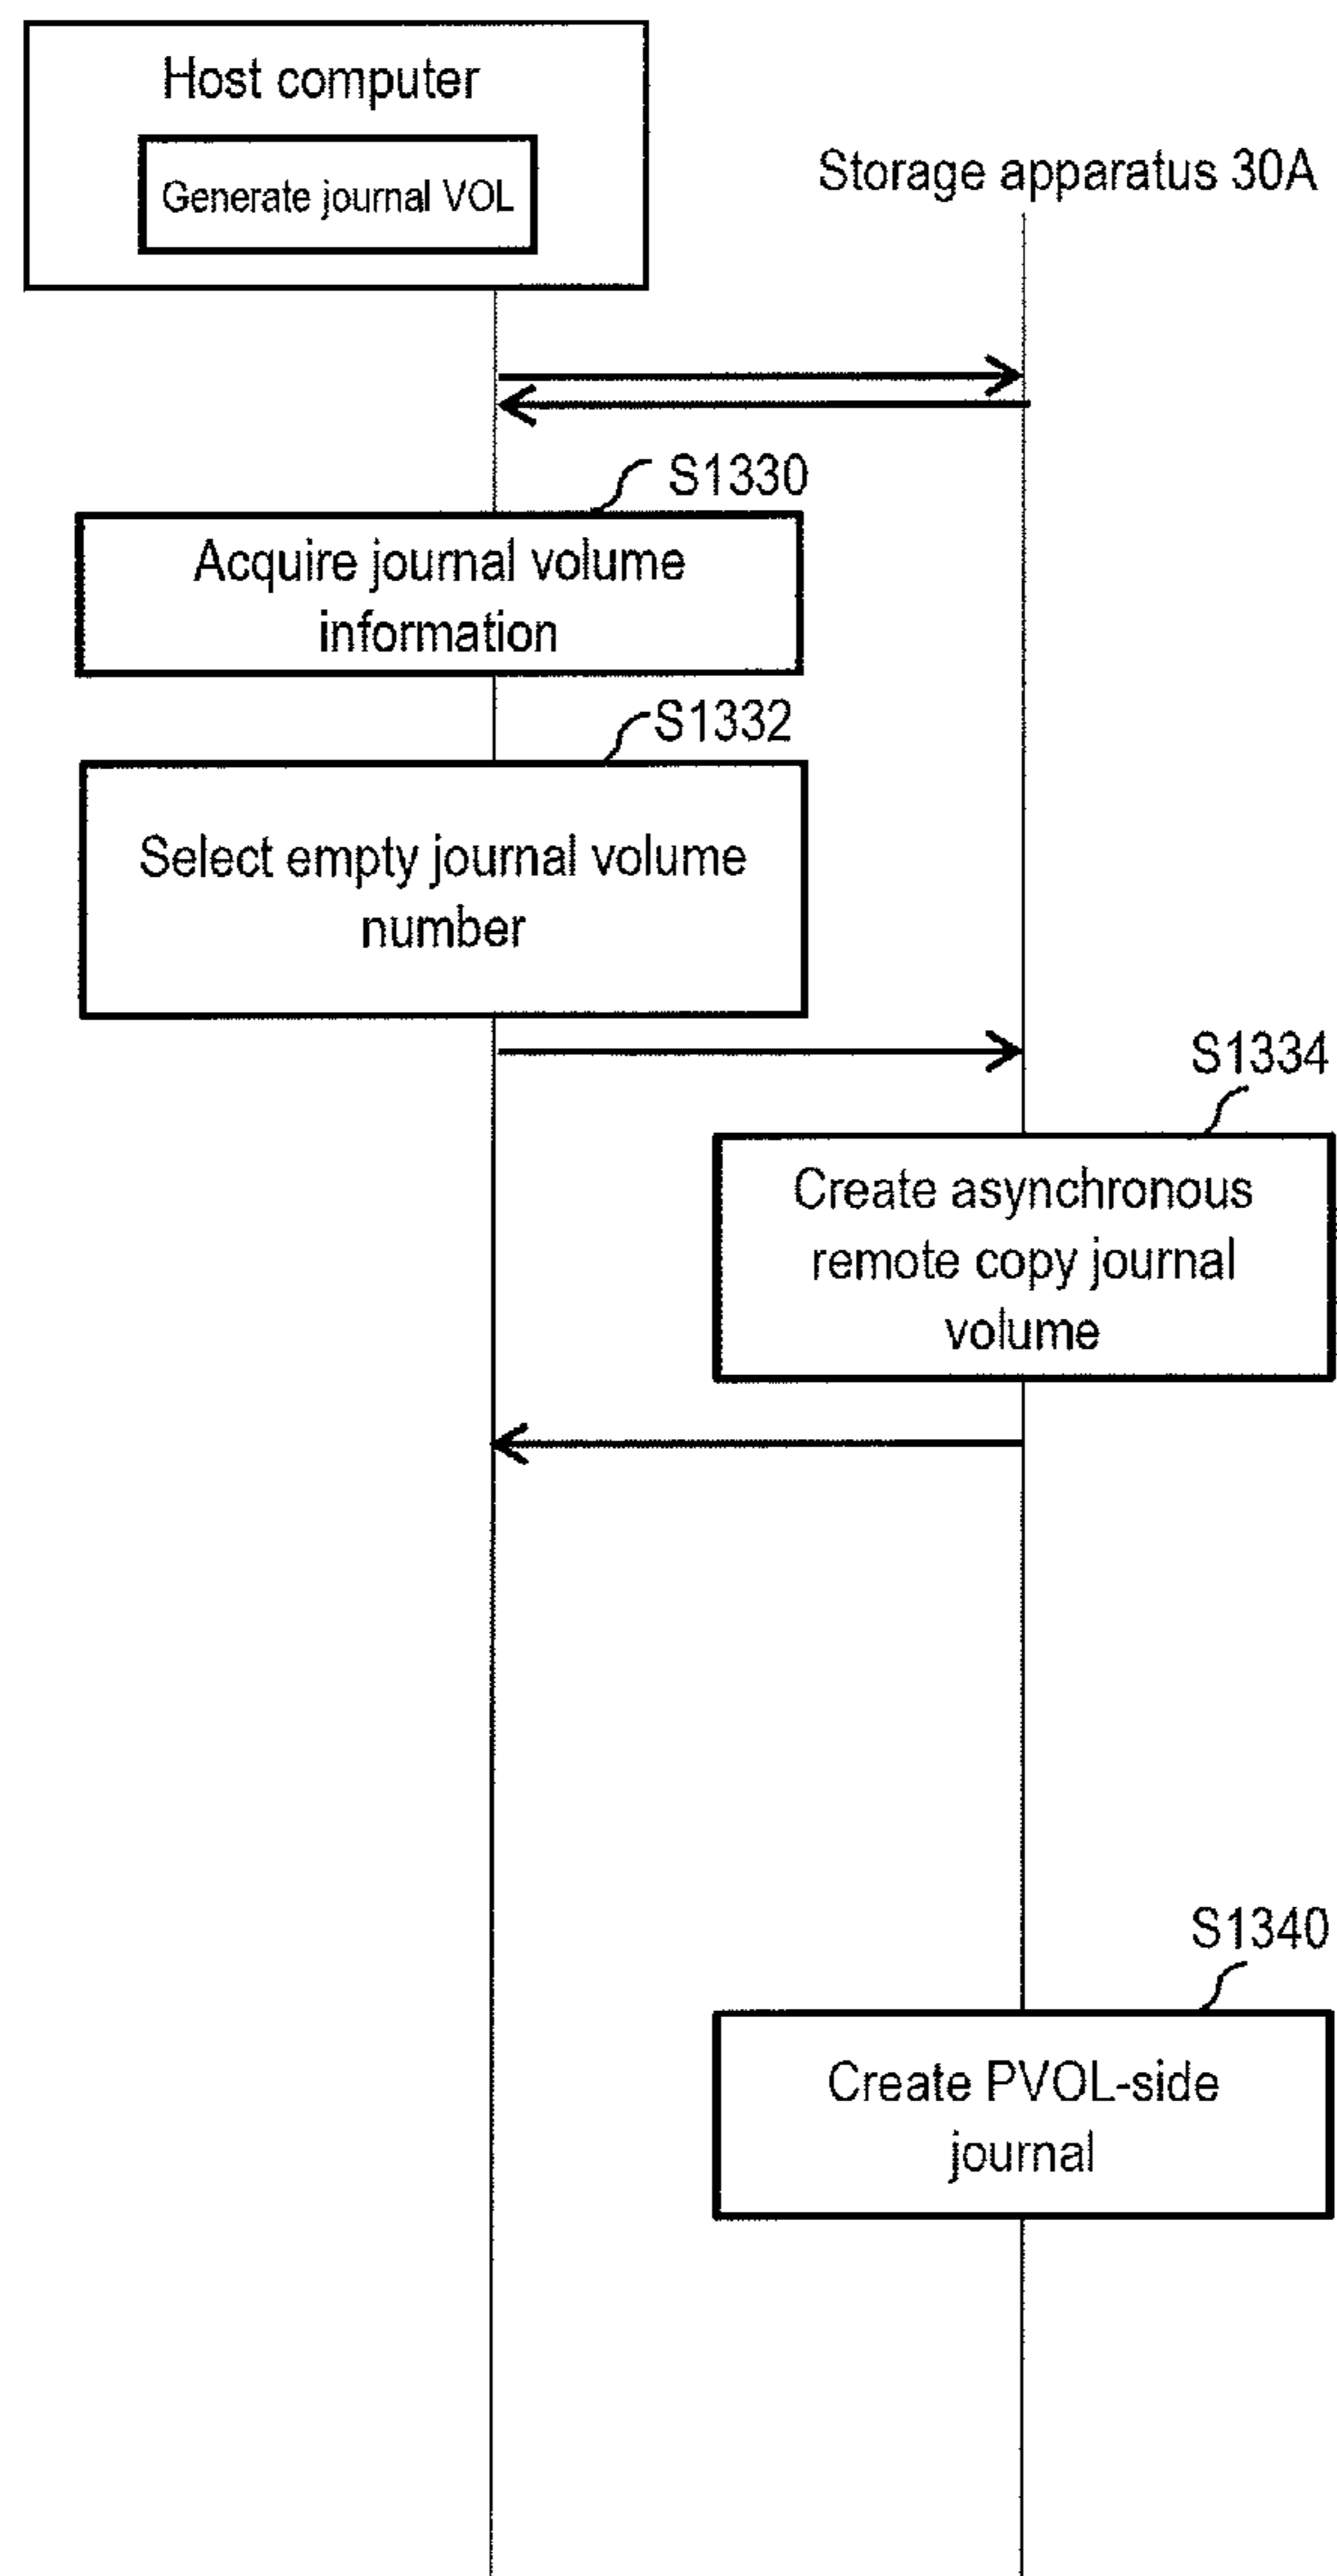 Host computer
Generate journal VOL
Storage apparatus 30A
S1330
Acquire journal volume
information
S1332
Select empty journal volume
number
S1334
Create asynchronous
remote copy journal
volume
S1340
Create PVOL-side
journal